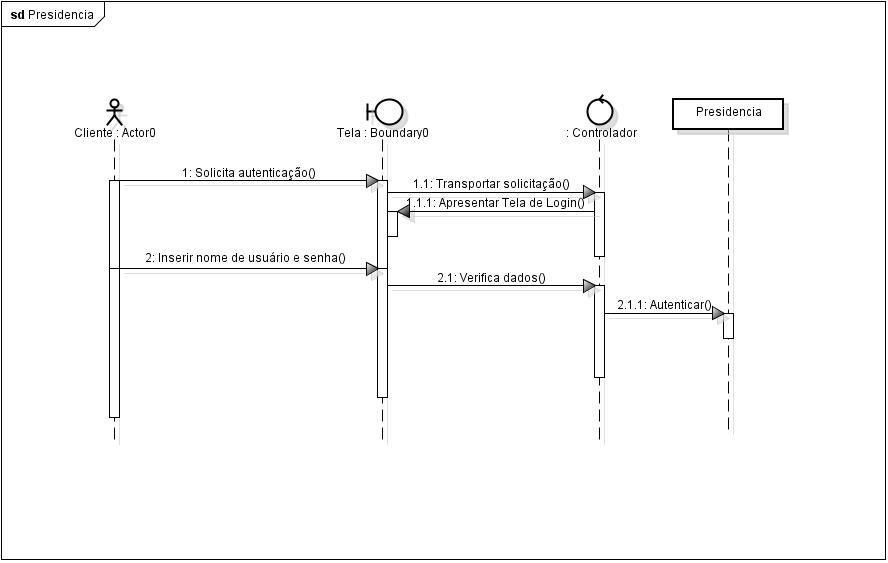 sd Presidencia
Cliente : Actor0
Tela : Boundary0
: Controlador
Presidencia
1: Solicita autenticação()
1.1: Transportar solicitação()
1.1.1: Apresentar Tela de Login()
2: Inserir nome de usuário e senha()
2.1: Verifica dados()
2.1.1: Autenticar()